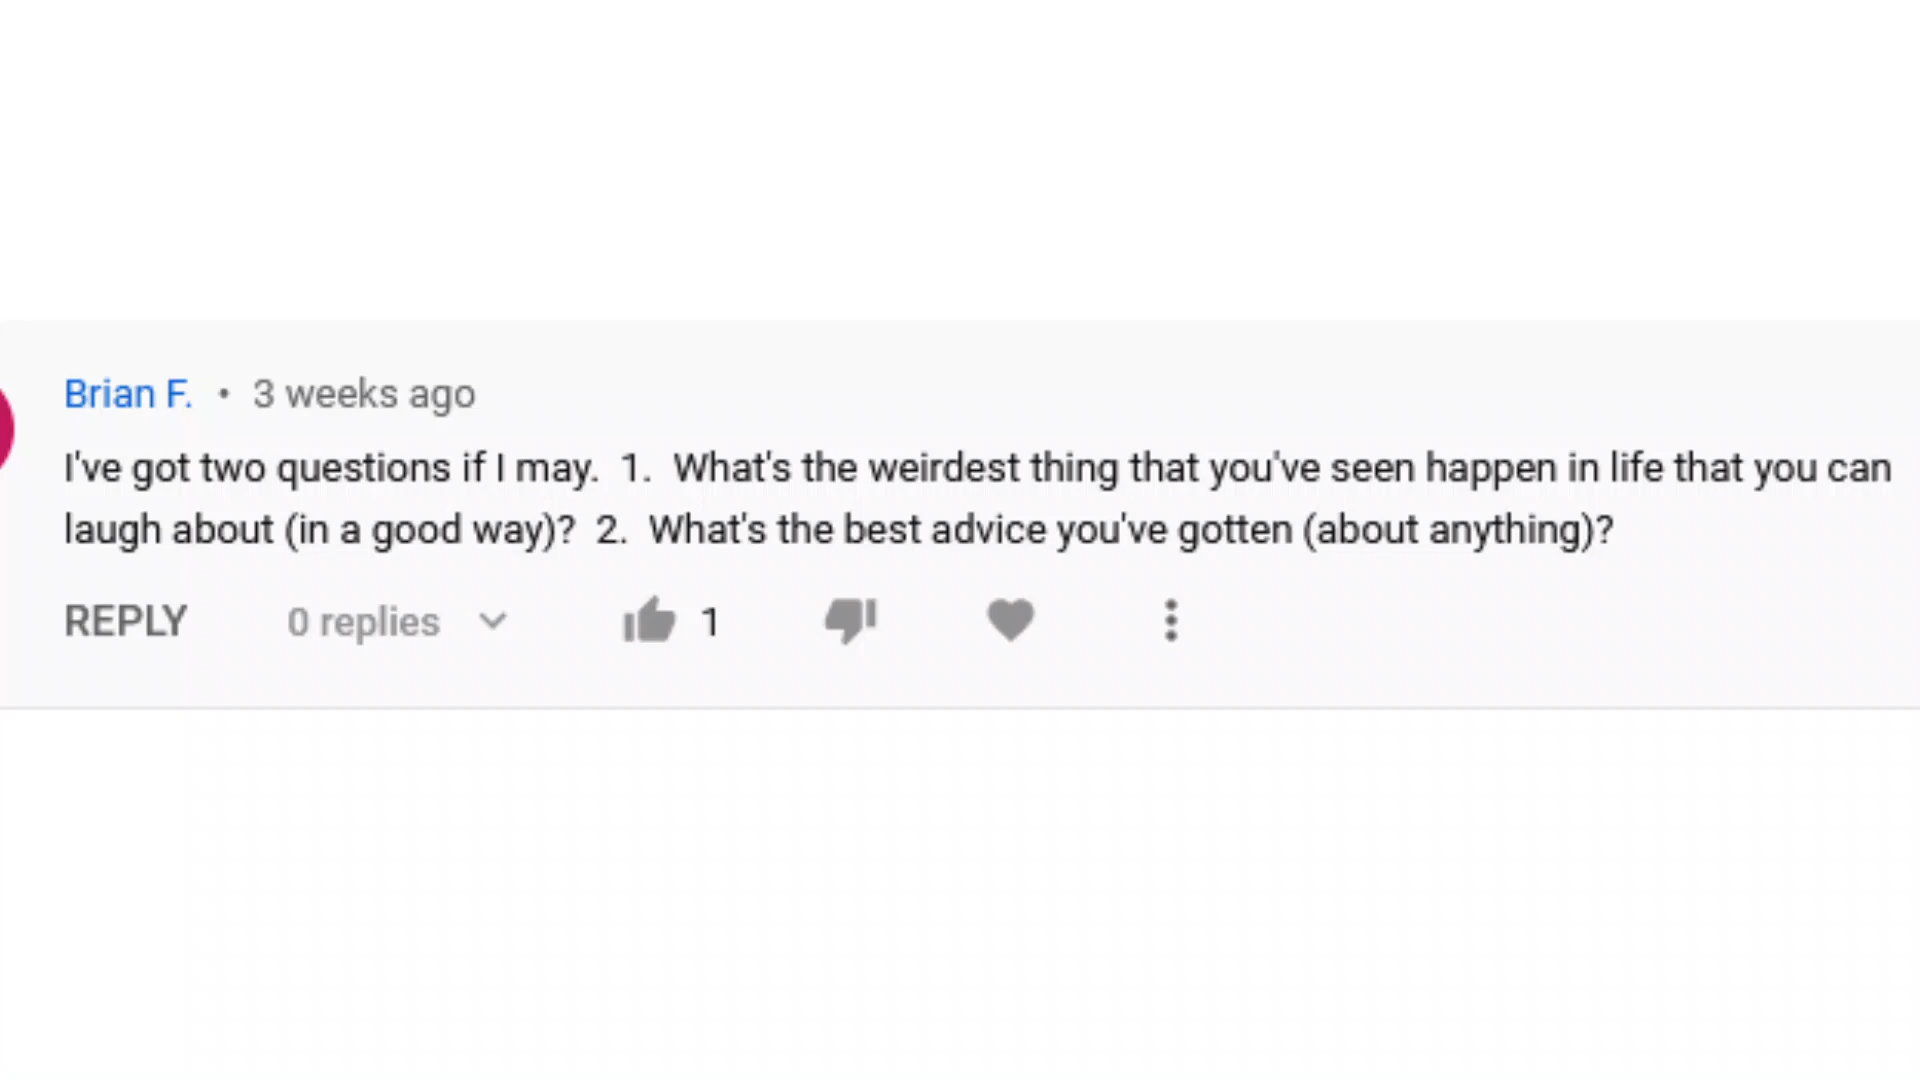 Brian F. • 3 weeks ago
I've got two questions if I may.  1.  What's the weirdest thing that you've seen happen in life that you can
laugh about (in a good way)?  2.  What's the best advice you've gotten (about anything)?
REPLY 0 replies 1